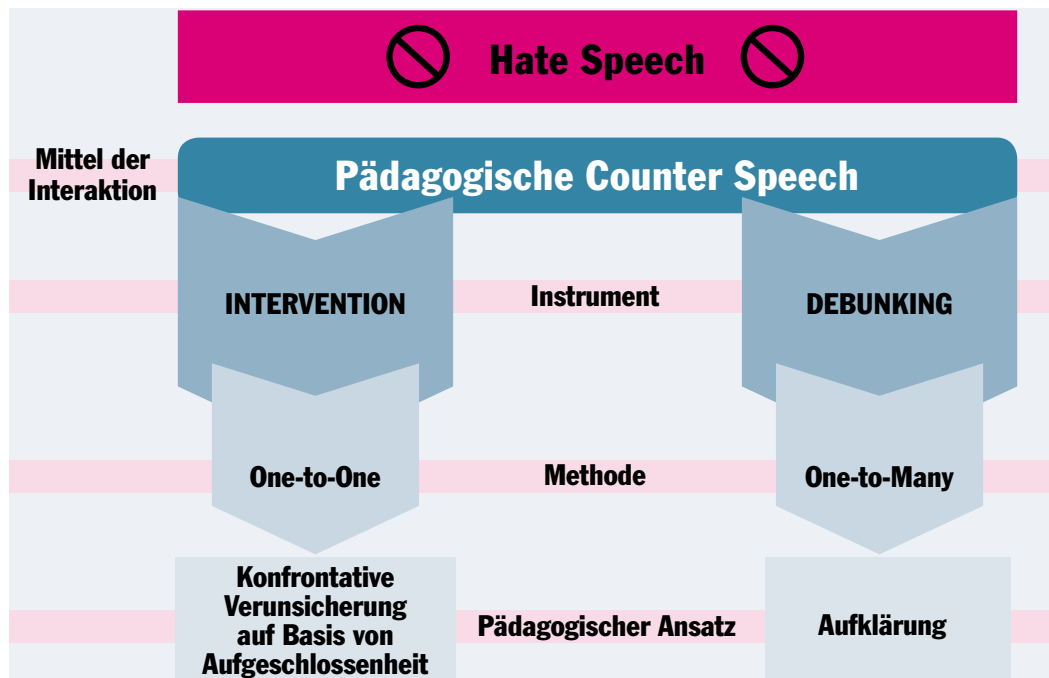 Hate Speech
Mittel der
Interaktion
Pädagogische Counter Speech
INTERVENTION
Instrument
DEBUNKING
One-to-One
Methode
One-to-Many
Konfrontative
Verunsicherung
auf Basis von
Aufgeschlossenheit
Pädagogischer Ansatz
Aufklärung